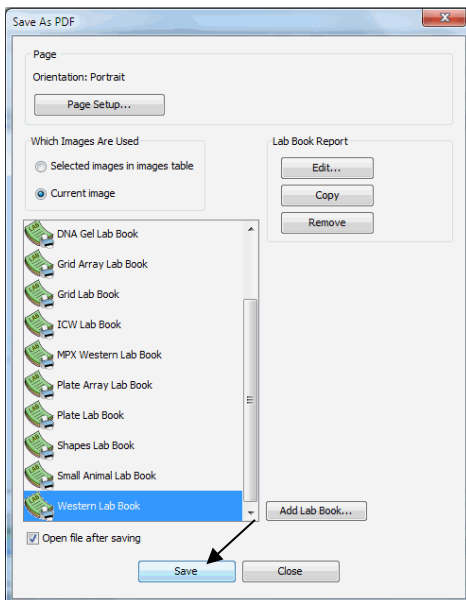 Save As PDF
Page
Orientation: Portrait
Page Setup...
Which Images Are Used
Selected images in images table
Current image
Lab Book Report
Edit...
Copy
Remove
DNA Gel Lab Book
Grid Array Lab Book
Grid Lab Book
ICW Lab Book
MPX Western Lab Book
Plate Array Lab Book
Plate Lab Book
Shapes Lab Book
Small Animal Lab Book
Western Lab Book
Add Lab Book...
Open file after saving
Save Close